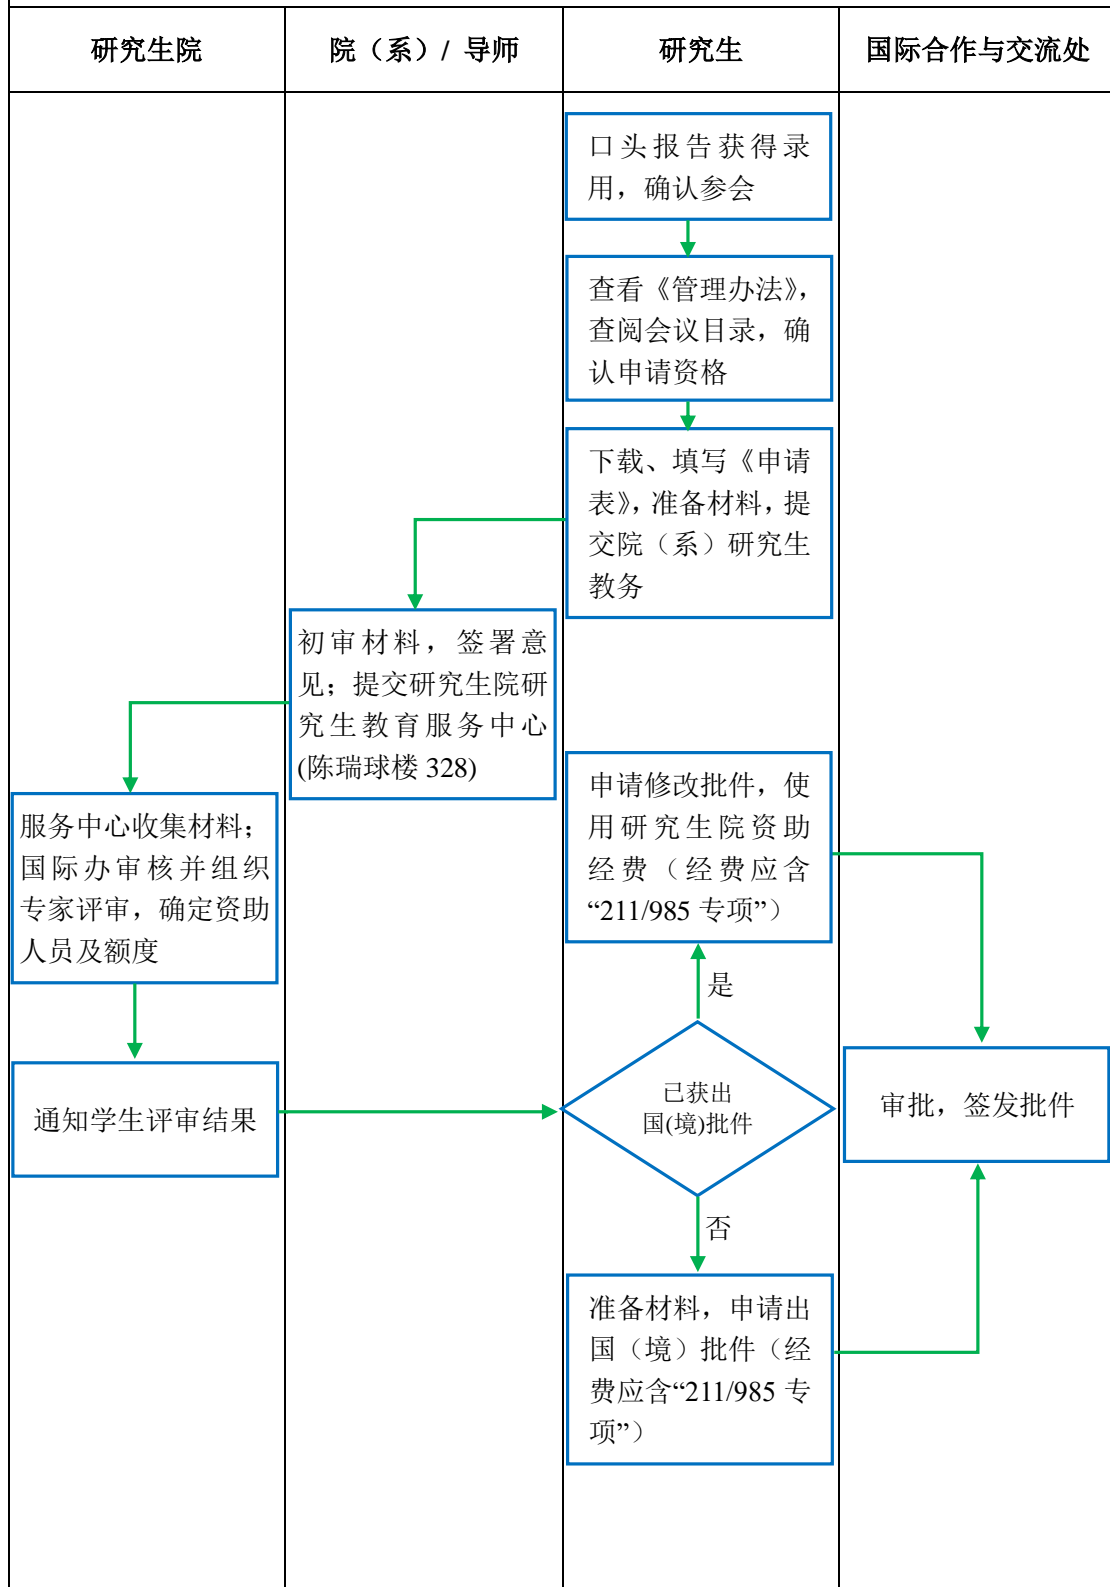 研究生院
院（系）/ 导师
研究生
国际合作与交流处
口头报告获得录
用，确认参会
查看《管理办法》，
查阅会议目录，确
认申请资格
下载、填写《申请
表》，准备材料，提
交院（系）研究生
教务
初审材料，签署意
见；提交研究生院研
究生教育服务中心
(陈瑞球楼 328)
服务中心收集材料；
国际办审核并组织
专家评审，确定资助
人员及额度
通知学生评审结果
已获出
国(境)批件
是
申请修改批件，使
用研究生院资助
经费（经费应含
“211/985 专项”）
否
准备材料，申请出
国（境）批件（经
费应含“211/985 专
项”）
审批，签发批件